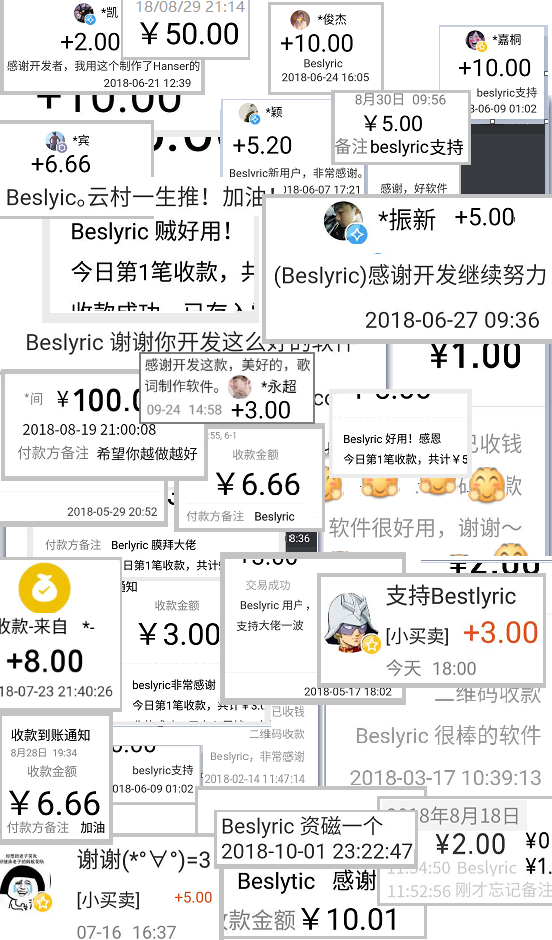 *凯
+2.00
感谢开发者，我用这个制作了Hanser的
2018-06-21 12:39
18/08/29 21:14
￥50.00
*俊杰
+10.00
Beslyric
2018-06-24 16:05
*嘉桐
+10.00
beslyric支持
-06-09 01:02
+10.00
*宾
+6.66
Beslyic。云村一生推！加油！
*颖
+5.20
Beslvric新用户，非常感谢。
)18-06-07 17:21
8月30日 09:56
￥5.00
备注 beslyric支持
感谢，好软件
Beslyric 贼好用！
今日第1笔收款，共
收款成功，已存入
*振新 +5.00
(Beslyric)感谢开发继续努力
2018-06-27 09:36
Beslyric 谢谢你开发这么好的软件
￥1.00
感谢开发这款，美好的，歌
词制作软件。
*永超
09-24 14:58 +3.00
*间 ￥100.0
2018-08-19 21:00:08
付款方备注 希望你越做越好
2018-05-29 20:52
Beslyric 好用！感恩
今日第1笔收款，共计￥5
:55, 6-1
收款金额
￥6.66
付款方备注 Beslyric
已收钱
款
软件很好用，谢谢～
8:36
付款方备注 Berlyric 膜拜大佬
日第1笔收款，共计
￥2.00
收款-来自 *-
+8.00
18-07-23 21:40:26
通知
收款金额
￥3.00
beslyric非常感谢
今日第1笔收款，共计￥3.0
+3.00
交易成功
Beslyric 用户，
支持大佬一波
2018-05-17 18:02
支持Bestlyric
[小买卖] +3.00
今天 18:00
二维码收款
Beslyric 很棒的软件
2018-03-17 10:39:13
收款到账通知
8月28日 19:34
收款金额
￥6.66
付款方备注 加油
beslyric支持
2018-06-09 01:02
已收钱
二维码收款
Beslyric，非常感谢
2018-02-14 11:47:14
Beslyric 资磁一个
2018-10-01 23:22:47
2018年8月18日
￥2.00
￥0
11:54:50 Beslyric ￥1.
11:52:56 刚才忘记备注
谢谢(*°∀°)=3
[小买卖] +5.00
07-16 16:37
Beslytic 感谢
收款金额￥10.01